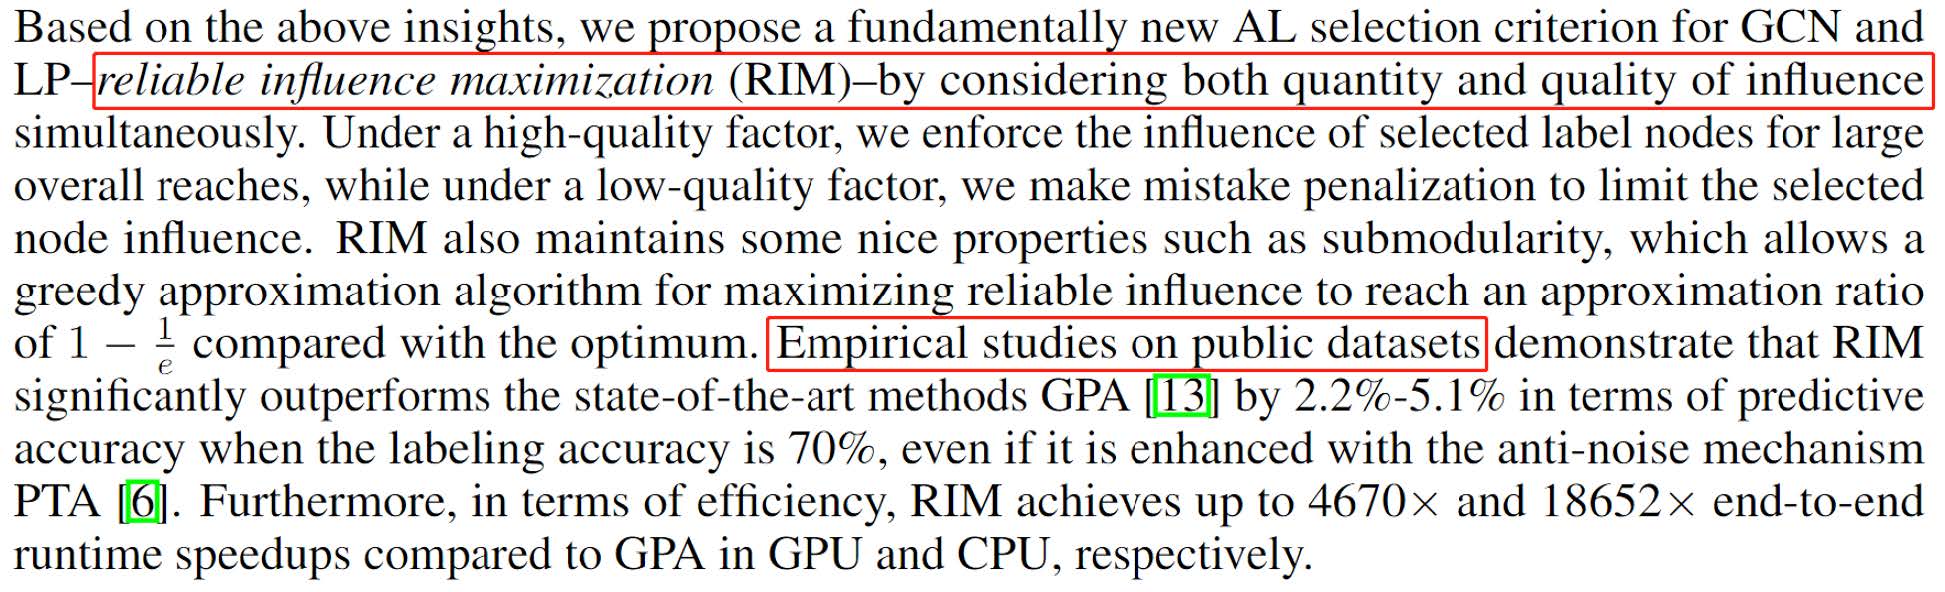 Based on the above insights, we propose a fundamentally new AL selection criterion for GCN and
LP–reliable influence maximization (RIM)–by considering both quantity and quality of influence
simultaneously. Under a high-quality factor, we enforce the influence of selected label nodes for large
overall reaches, while under a low-quality factor, we make mistake penalization to limit the selected
node influence. RIM also maintains some nice properties such as submodularity, which allows a
greedy approximation algorithm for maximizing reliable influence to reach an approximation ratio
of 1 − 1/e compared with the optimum. Empirical studies on public datasets demonstrate that RIM
significantly outperforms the state-of-the-art methods GPA [13] by 2.2%-5.1% in terms of predictive
accuracy when the labeling accuracy is 70%, even if it is enhanced with the anti-noise mechanism
PTA [6]. Furthermore, in terms of efficiency, RIM achieves up to 4670× and 18652× end-to-end
runtime speedups compared to GPA in GPU and CPU, respectively.